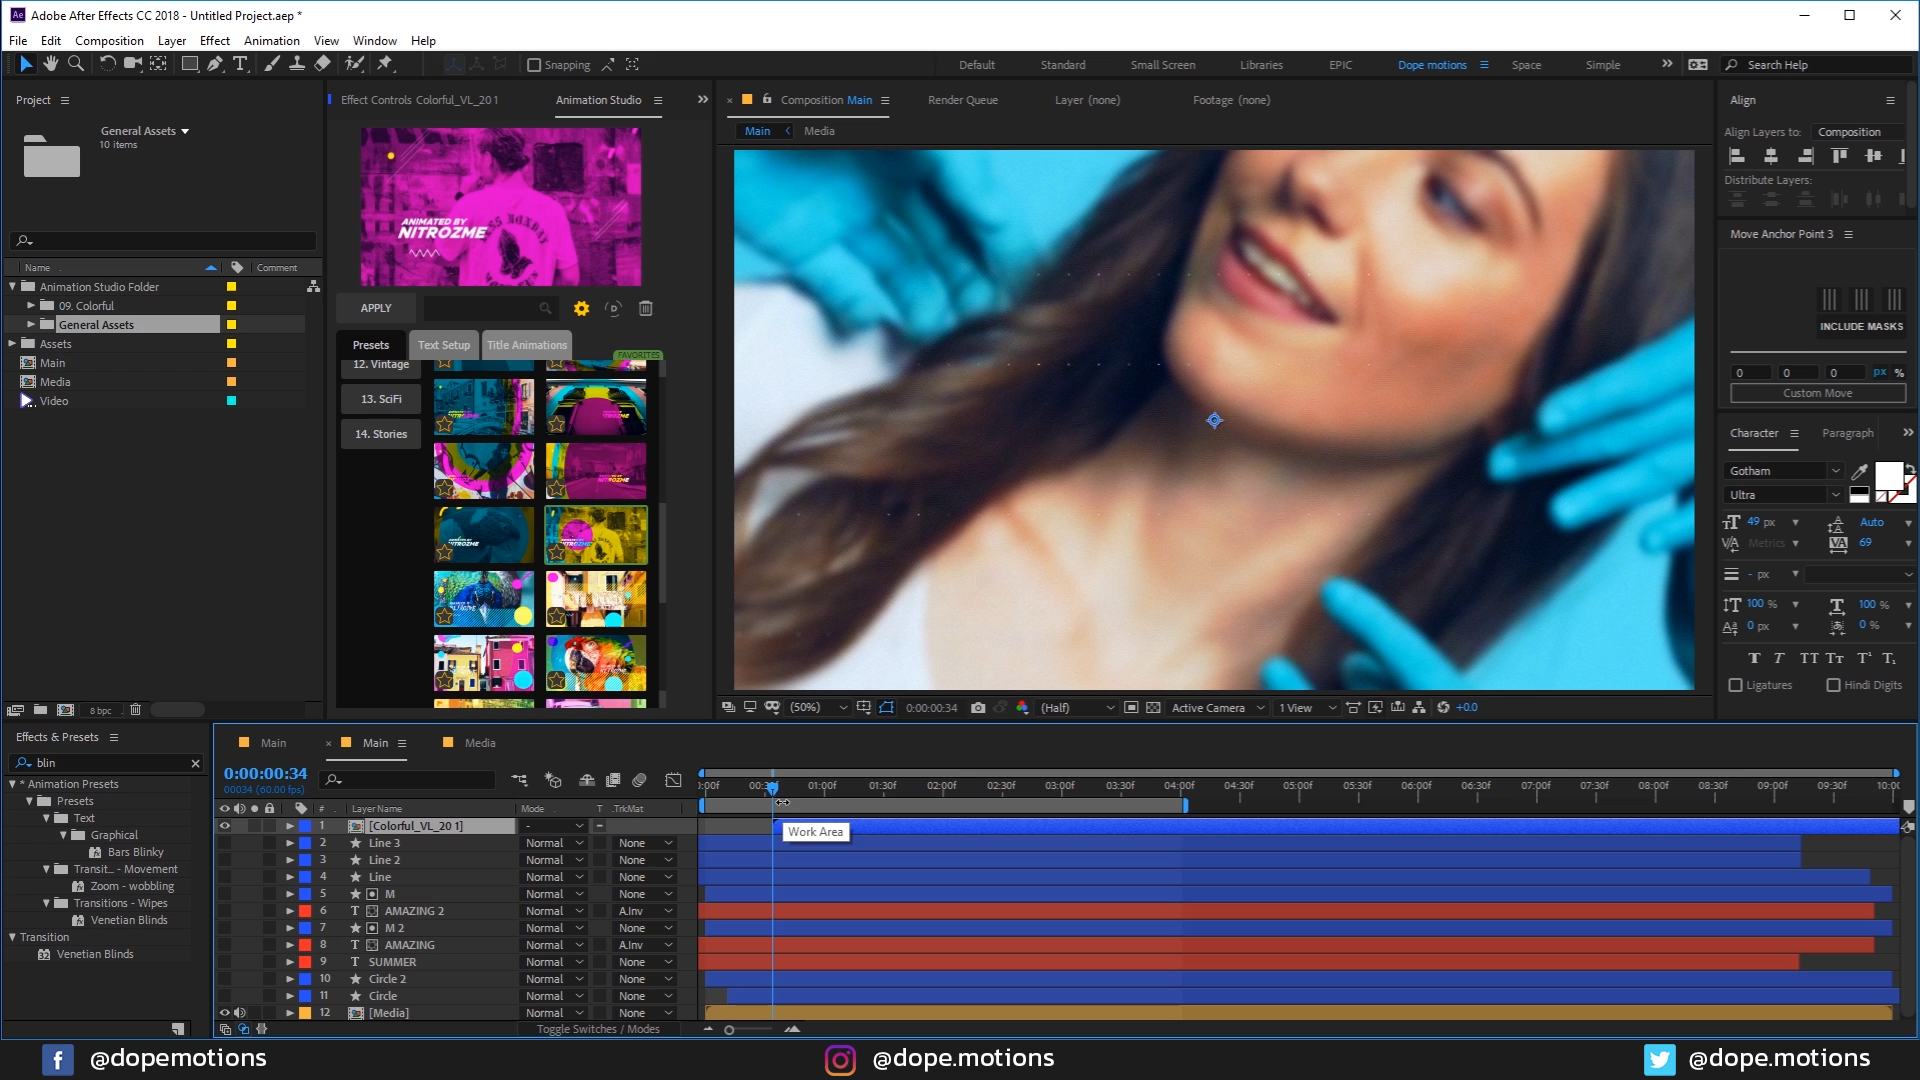 Adobe After Effects CC 2018 - Untitled Project.aep *
File Edit Composition Layer Effect Animation View Window Help
Snapping
Default Standard Small Screen Libraries EPIC Dope motions Space Simple Search Help
Project
General Assets
10 items
Name Comment
Animation Studio Folder
09. Colorful
General Assets
Assets
Main
Media
Video
8 bpc
Effect Controls Colorful_VL_20 1 Animation Studio
ANIMATED BY
NITROZME
APPLY
Presets Text Setup Title Animations
FAVORITES
12. Vintage
13. SciFi
14. Stories
Composition Main Render Queue Layer (none) Footage (none)
Main Media
(50%) 0:00:00:34 (Half) Active Camera 1 View +0.0
Align
Align Layers to: Composition
Distribute Layers:
Move Anchor Point 3
INCLUDE MASKS
0 0 0 px %
Custom Move
Character Paragraph
Gotham
Ultra
49 px Auto
Metrics 69
- px
100 % 100 %
0 px 0 %
Ligatures Hindi Digits
Effects & Presets
blin
* Animation Presets
Presets
Text
Graphical
Bars Blinky
Transit... - Movement
Zoom - wobbling
Transitions - Wipes
Venetian Blinds
Transition
Venetian Blinds
Main Main Media
0:00:00:34
00034 (60.00 fps)
:00f 00:30f 01:00f 01:30f 02:00f 02:30f 03:00f 03:30f 04:00f 04:30f 05:00f 05:30f 06:00f 06:30f 07:00f 07:30f 08:00f 08:30f 09:00f 09:30f 10:00
# Layer Name Mode T .TrkMat
1 [Colorful_VL_20 1] -
Work Area
2 Line 3 Normal None
3 Line 2 Normal None
4 Line Normal None
5 M Normal None
6 AMAZING 2 Normal A.Inv
7 M 2 Normal None
8 AMAZING Normal A.Inv
9 SUMMER Normal None
10 Circle 2 Normal None
11 Circle Normal None
12 [Media] Normal None
Toggle Switches / Modes
@dopemotions @dope.motions @dope.motions